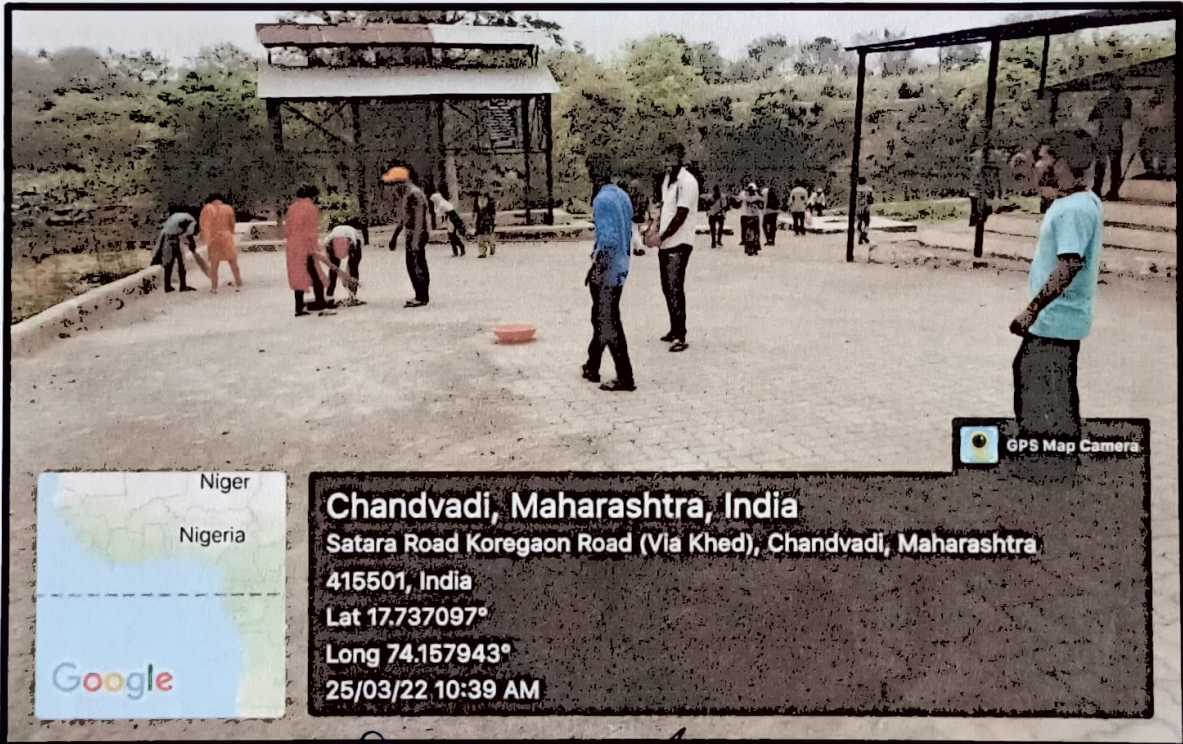 GPS Map Camera
Niger
Nigeria
Google
Chandvadi, Maharashtra, India
Satara Road Koregaon Road (Via Khed), Chandvadi, Maharashtra
415501, India
Lat 17.737097°
Long 74.157943°
25/03/22 10:39 AM